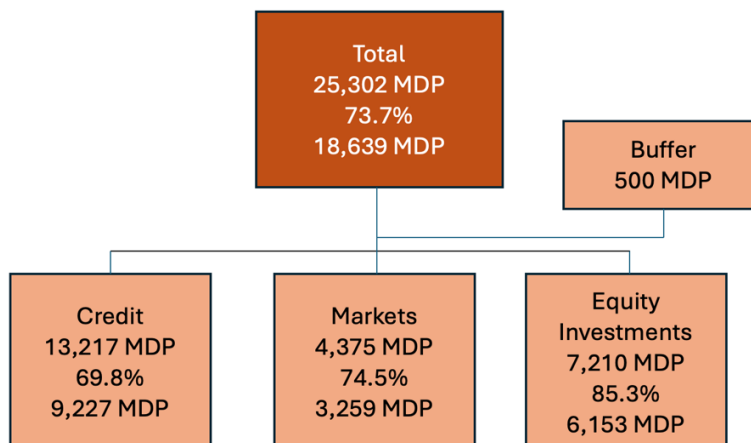 Total
25,302 MDP
73.7%
18,639 MDP
Buffer
500 MDP
Credit
13,217 MDP
69.8%
9,227 MDP
Markets
4,375 MDP
74.5%
3,259 MDP
Equity
Investments
7,210 MDP
85.3%
6,153 MDP